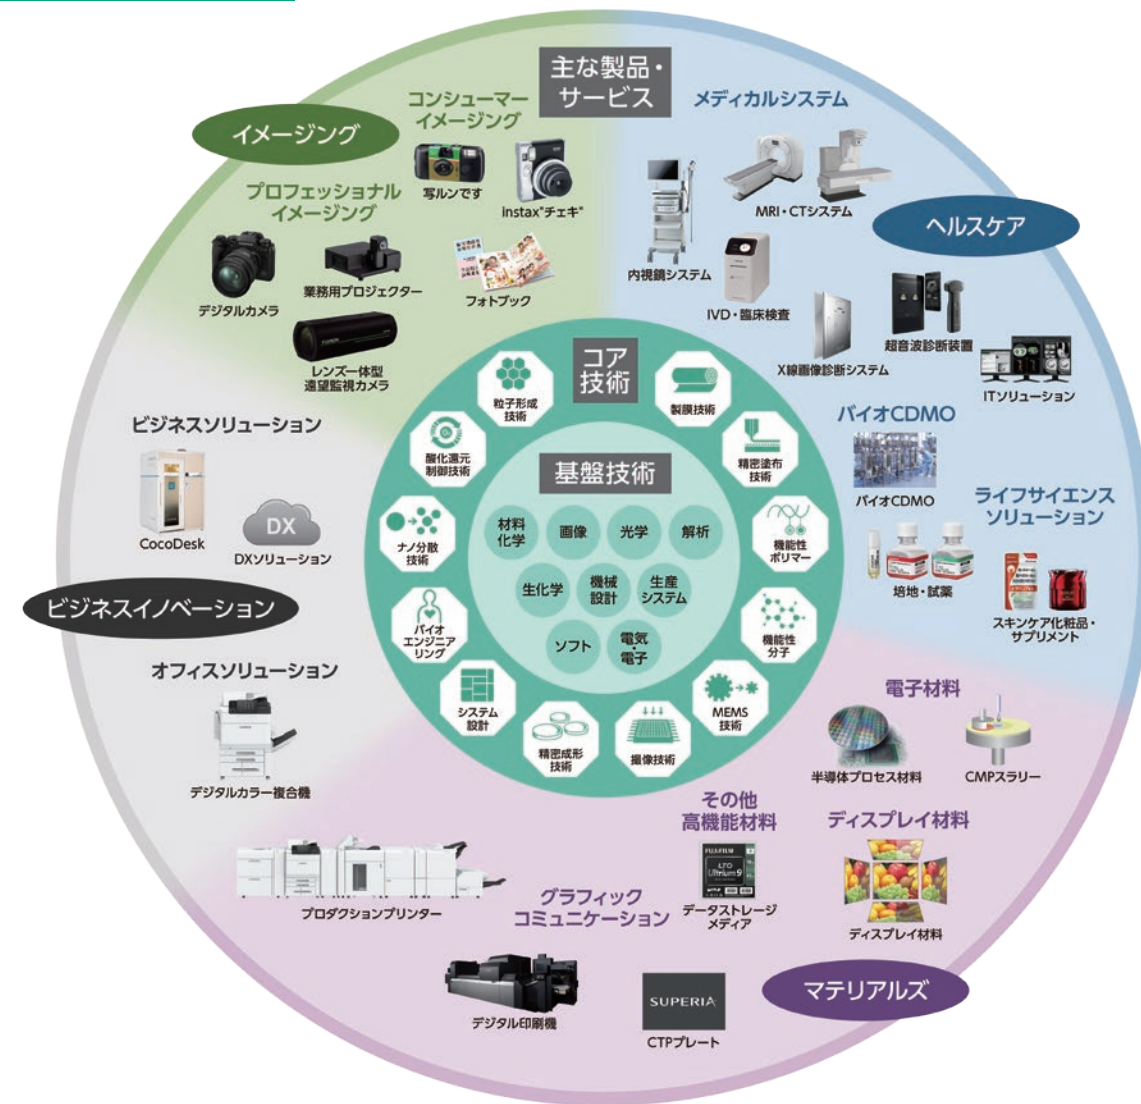 主な製品・
サービス
イメージング
コンシューマー
イメージング
写ルンです
instax"チェキ"
フォトブック
プロフェッショナル
イメージング
デジタルカメラ
業務用プロジェクター
レンズ一体型
遠望監視カメラ
ヘルスケア
メディカルシステム
内視鏡システム
MRI・CTシステム
IVD・臨床検査
X線画像診断システム
超音波診断装置
ITソリューション
バイオCDMO
バイオCDMO
ライフサイエンス
ソリューション
培地・試薬
スキンケア化粧品・
サプリメント
ビジネスイノベーション
ビジネスソリューション
CocoDesk
DX
DXソリューション
オフィスソリューション
デジタルカラー複合機
マテリアルズ
電子材料
半導体プロセス材料
CMPスラリー
ディスプレイ材料
ディスプレイ材料
その他
高機能材料
FUJIFILM
LTO
Ultrium9
データストレージ
メディア
グラフィック
コミュニケーション
プロダクションプリンター
デジタル印刷機
SUPERIA
CTPプレート
コア
技術
粒子形成
技術
製膜技術
精密塗布
技術
機能性
ポリマー
機能性
分子
MEMS
技術
撮像技術
精密成形
技術
システム
設計
バイオ
エンジニア
リング
ナノ分散
技術
酸化還元
制御技術
基盤技術
材料
化学
画像
光学
解析
生化学
機械
設計
生産
システム
ソフト
電気
・
電子